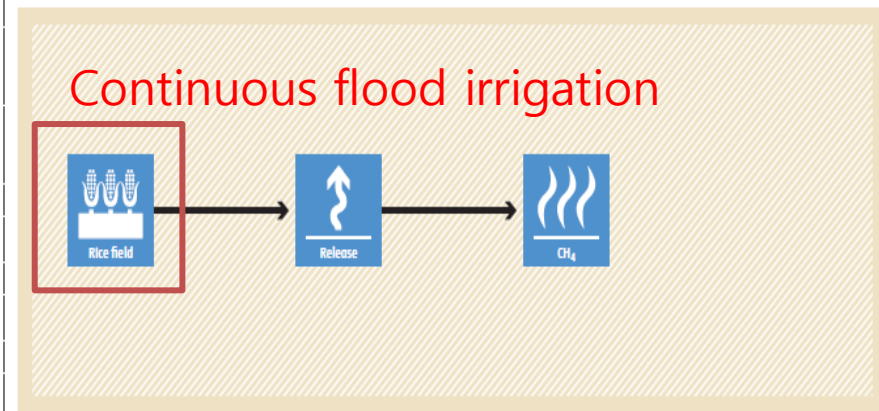 Continuous flood irrigation
Rice field
Release
CH₄